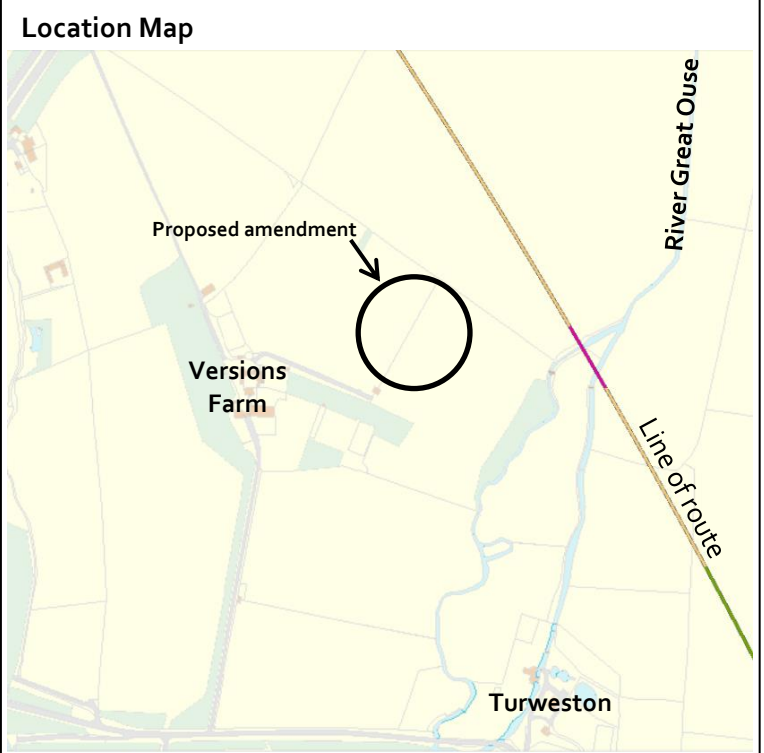 Location Map
River Great Ouse
Proposed amendment
Versions
Farm
Line of route
Turweston